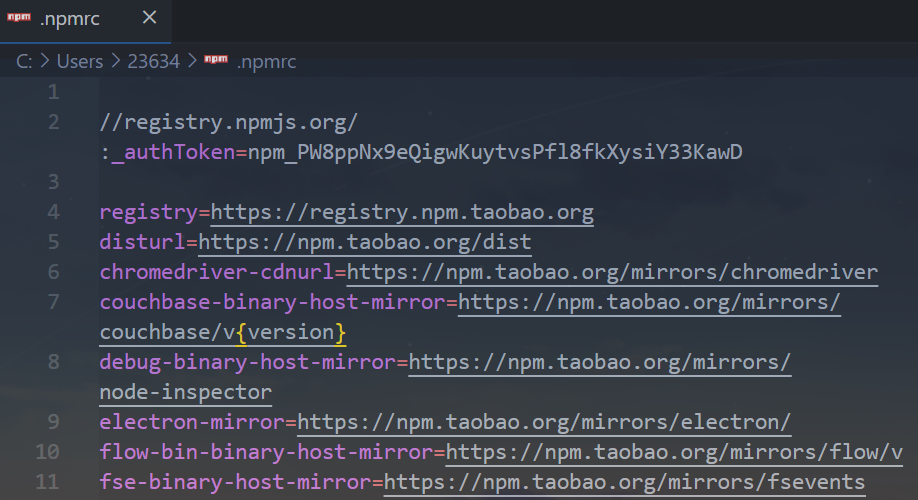 npm .npmrc
C: > Users > 23634 > npm .npmrc
1
2 //registry.npmjs.org/
:_authToken=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
3
4 registry=https://registry.npm.taobao.org
5 disturl=https://npm.taobao.org/dist
6 chromedriver-cdnurl=https://npm.taobao.org/mirrors/chromedriver
7 couchbase-binary-host-mirror=https://npm.taobao.org/mirrors/
couchbase/v{version}
8 debug-binary-host-mirror=https://npm.taobao.org/mirrors/
node-inspector
9 electron-mirror=https://npm.taobao.org/mirrors/electron/
10 flow-bin-binary-host-mirror=https://npm.taobao.org/mirrors/flow/v
11 fse-binary-host-mirror=https://npm.taobao.org/mirrors/fsevents